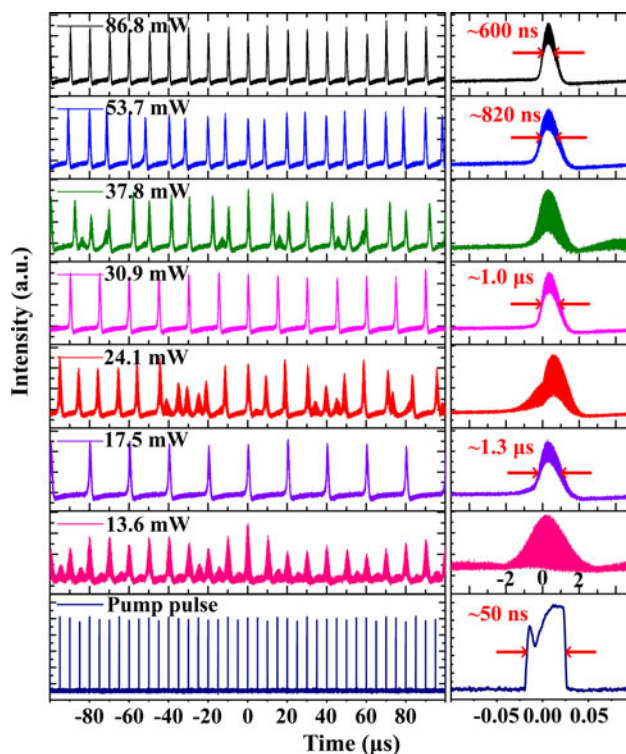 86.8 mW
~600 ns
53.7 mW
~820 ns
37.8 mW
30.9 mW
~1.0 μs
24.1 mW
17.5 mW
~1.3 μs
13.6 mW
-2 0 2
Pump pulse
~50 ns
Intensity (a.u.)
-80 -60 -40 -20 0 20 40 60 80
-0.05 0.00 0.05
Time (μs)